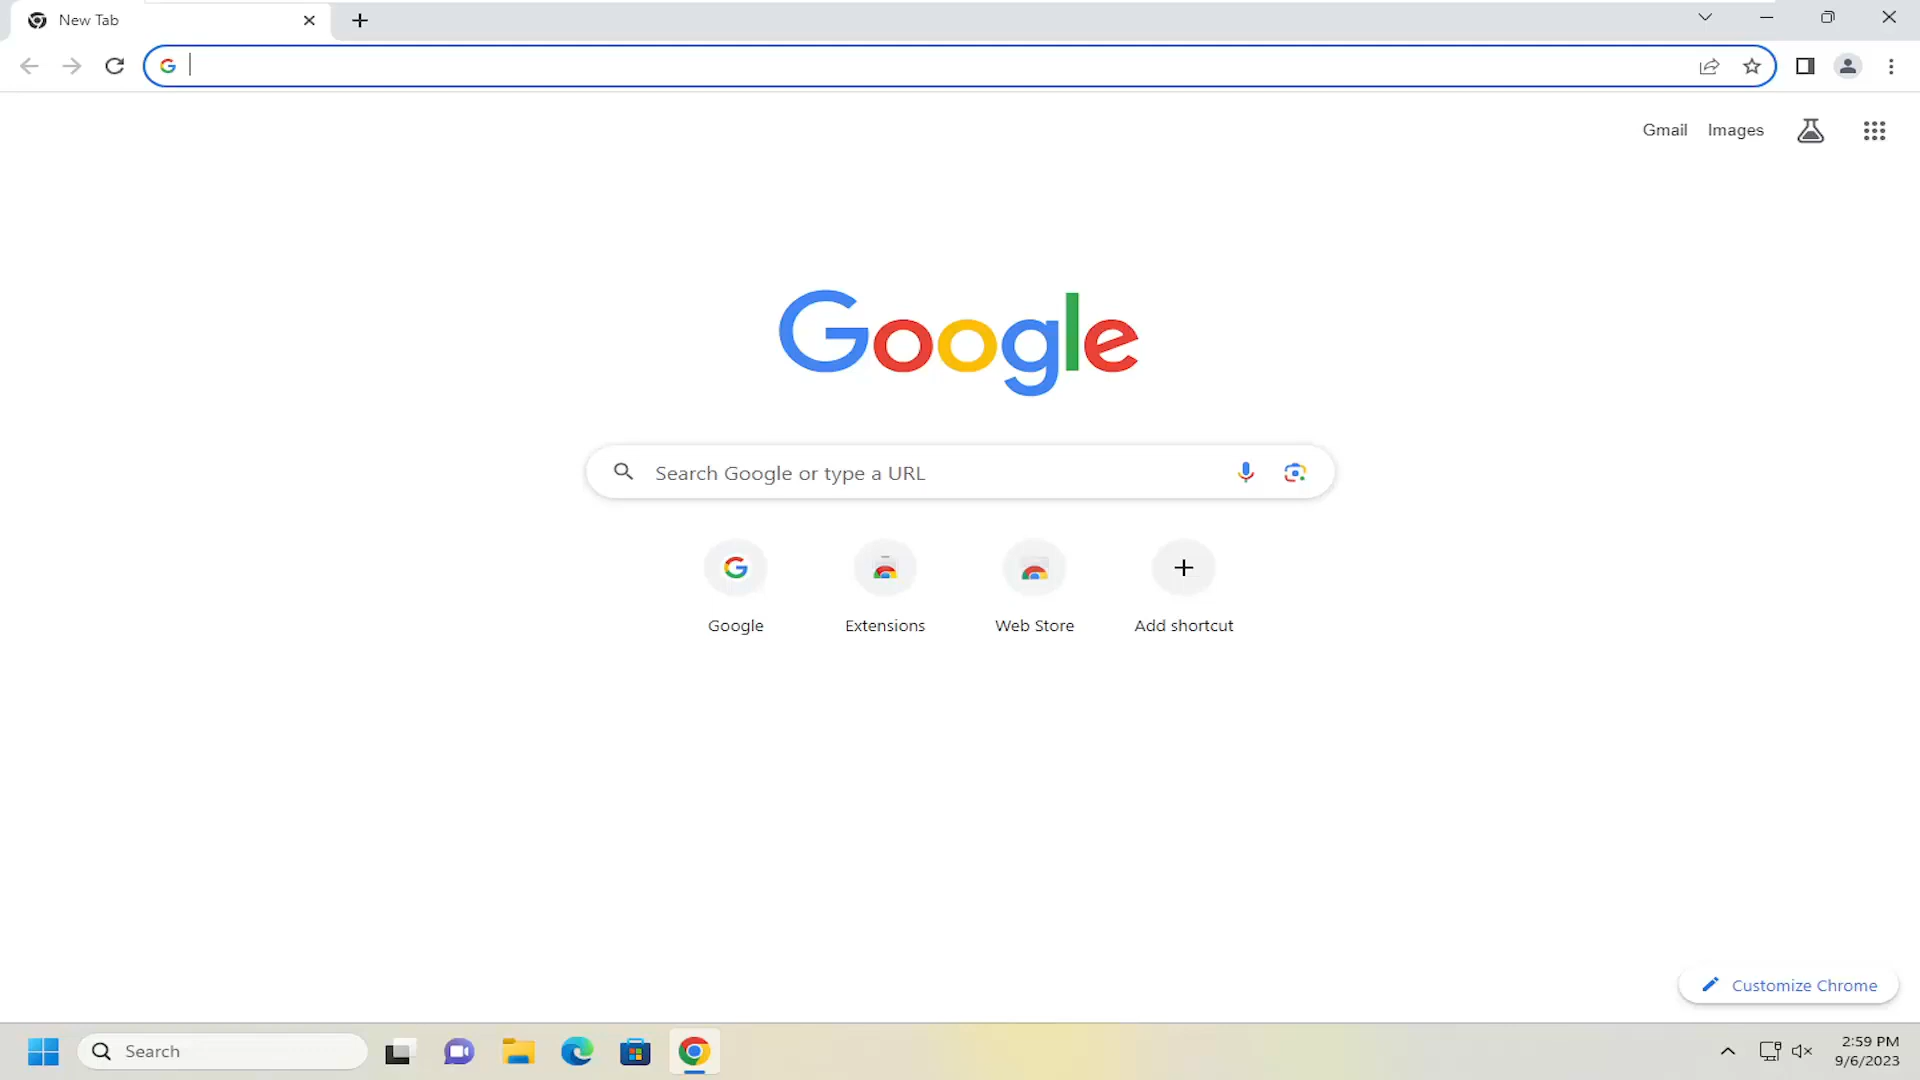 New Tab
Gmail Images
Google
Search Google or type a URL
Google Extensions Web Store Add shortcut
Customize Chrome
Search
2:59 PM
9/6/2023